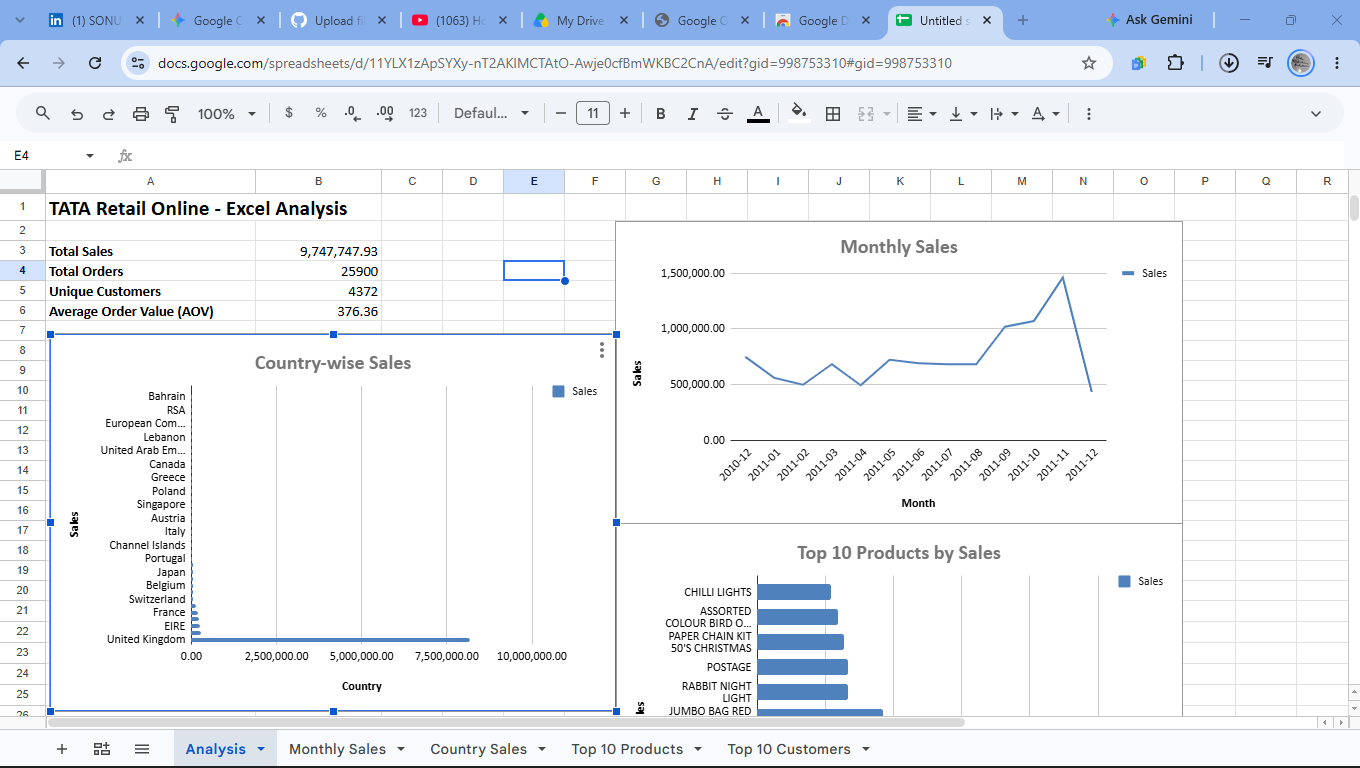 (1) SONU
Google C
Upload fi
(1063) Ho
My Drive
Google C
Google D
Untitled s
Ask Gemini
docs.google.com/spreadsheets/d/11YLX1zApSYXy-nT2AKIMCTAtO-Awje0cfBmWKBC2CnA/edit?gid=998753310#gid=998753310
100% $ % .0 .00 123 Defaul... 11 B I A
E4 fx
A B C D E F G H I J K L M N O P Q R
1 TATA Retail Online - Excel Analysis
2
3 Total Sales 9,747,747.93
4 Total Orders 25900
5 Unique Customers 4372
6 Average Order Value (AOV) 376.36
7
8
9
10
11
12
13
14
15
16
17
18
19
20
21
22
23
24
25
26
Country-wise Sales
Sales
Bahrain
RSA
European Com...
Lebanon
United Arab Em...
Canada
Greece
Poland
Singapore
Austria
Italy
Channel Islands
Portugal
Japan
Belgium
Switzerland
France
EIRE
United Kingdom
Sales
0.00 2,500,000.00 5,000,000.00 7,500,000.00 10,000,000.00
Country
Monthly Sales
Sales
1,500,000.00
1,000,000.00
500,000.00
0.00
Sales
2010-12 2011-01 2011-02 2011-03 2011-04 2011-05 2011-06 2011-07 2011-08 2011-09 2011-10 2011-11 2011-12
Month
Top 10 Products by Sales
Sales
CHILLI LIGHTS
ASSORTED
COLOUR BIRD O...
PAPER CHAIN KIT
50'S CHRISTMAS
POSTAGE
RABBIT NIGHT
LIGHT
JUMBO BAG RED
Analysis
Monthly Sales
Country Sales
Top 10 Products
Top 10 Customers